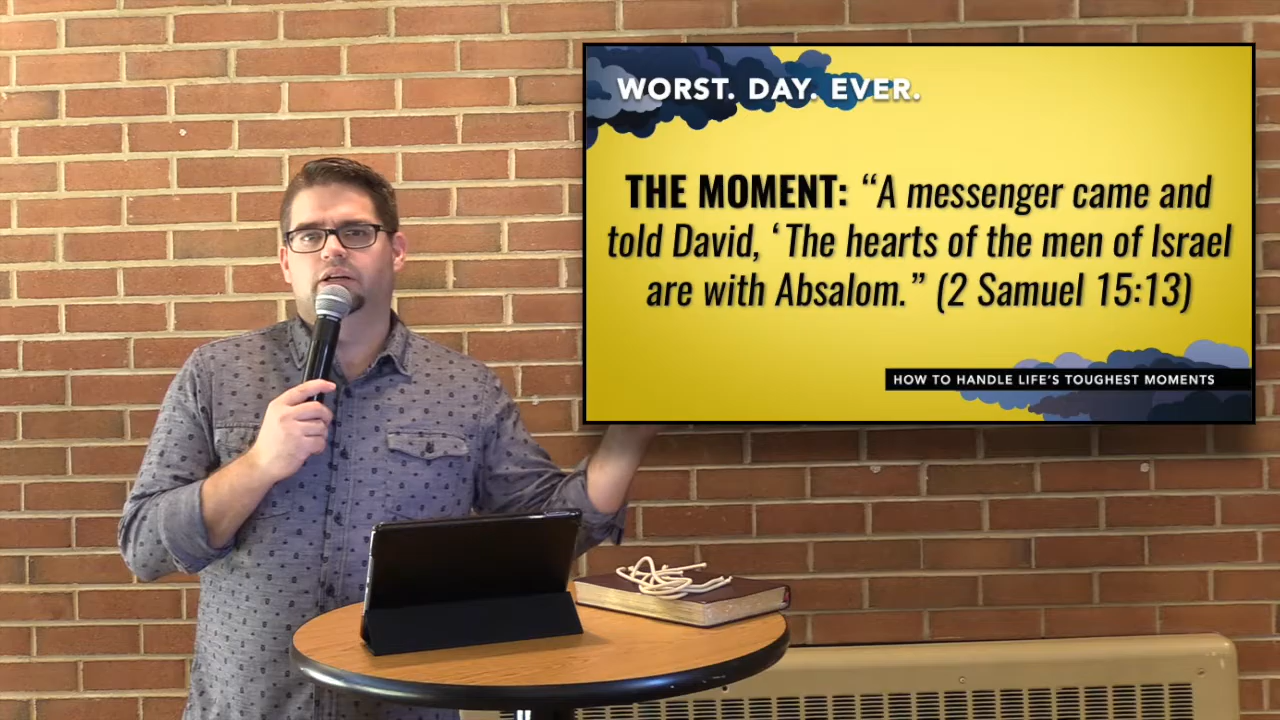 WORST. DAY. EVER.
THE MOMENT: “A messenger came and
told David, ‘The hearts of the men of Israel
are with Absalom.” (2 Samuel 15:13)
HOW TO HANDLE LIFE’S TOUGHEST MOMENTS